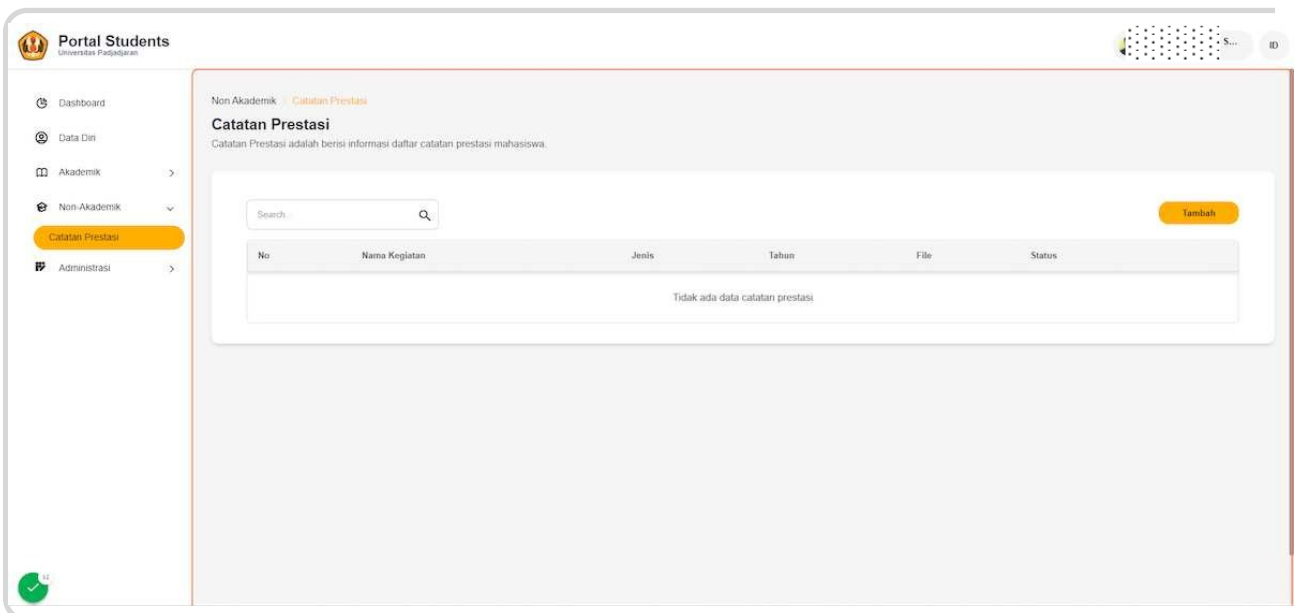 Portal Students
Universitas Padjadjaran
S...
ID
Dashboard
Data Diri
Akademik
Non-Akademik
Catatan Prestasi
Administrasi
Non Akademik / Catatan Prestasi
Catatan Prestasi
Catatan Prestasi adalah berisi informasi daftar catatan prestasi mahasiswa.
Search...
Tambah
No Nama Kegiatan Jenis Tahun File Status
Tidak ada data catatan prestasi